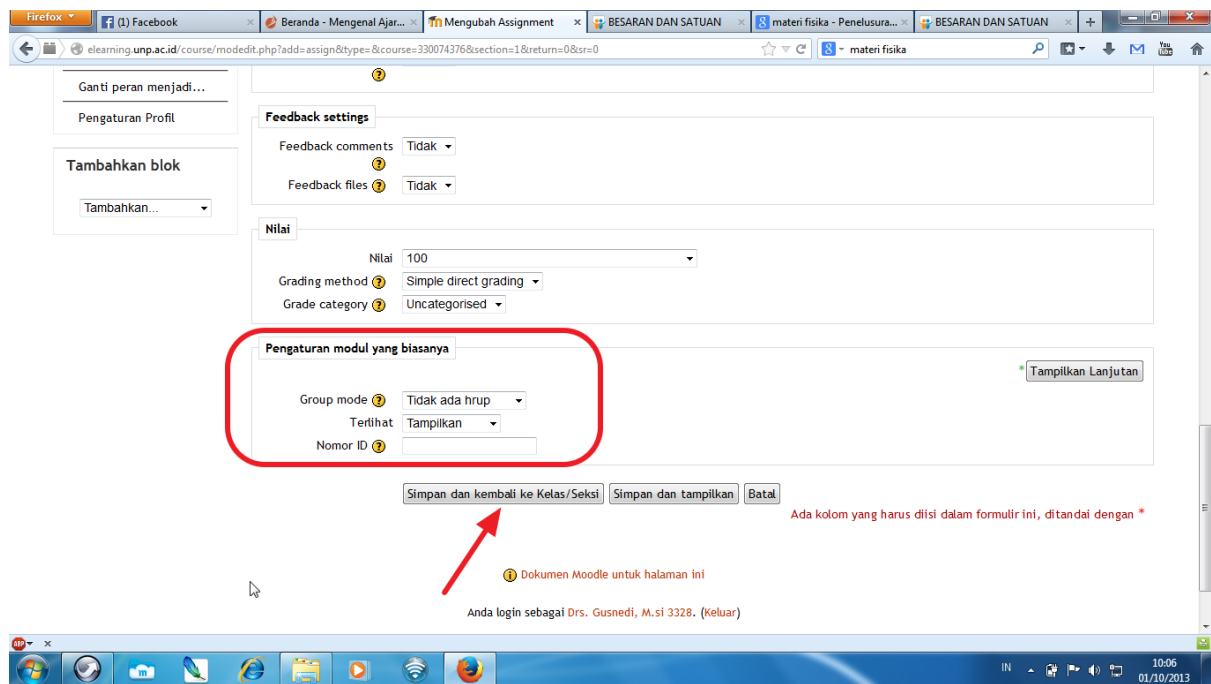 Firefox
(1) Facebook
Beranda - Mengenal Ajar...
Mengubah Assignment
BESARAN DAN SATUAN
materi fisika - Penelusura...
BESARAN DAN SATUAN
elearning.unp.ac.id/course/modedit.php?add=assign&type=&course=330074376&section=1&return=0&sr=0
materi fisika
Ganti peran menjadi...
Pengaturan Profil
Tambahkan blok
Tambahkan...
Feedback settings
Feedback comments Tidak
Feedback files Tidak
Nilai
Nilai 100
Grading method Simple direct grading
Grade category Uncategorised
Pengaturan modul yang biasanya
* Tampilkan Lanjutan
Group mode Tidak ada hrup
Terlihat Tampilkan
Nomor ID
Simpan dan kembali ke Kelas/Seksi Simpan dan tampilkan Batal
Ada kolom yang harus diisi dalam formulir ini, ditandai dengan *
Dokumen Moodle untuk halaman ini
Anda login sebagai Drs. Gusnedi, M.si 3328. (Keluar)
ABP
IN
10:06
01/10/2013